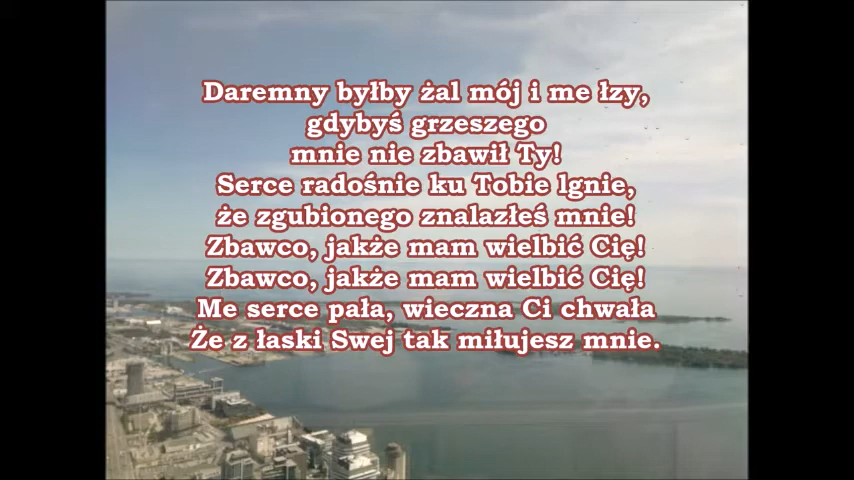 Daremny byłby żal mój i me łzy,
gdybyś grzeszego
mnie nie zbawił Ty!
Serce radośnie ku Tobie lgnie,
że zgubionego znalazłeś mnie!
Zbawco, jakże mam wielbić Cię!
Zbawco, jakże mam wielbić Cię!
Me serce pała, wieczna Ci chwała
Że z łaski Swej tak miłujesz mnie.